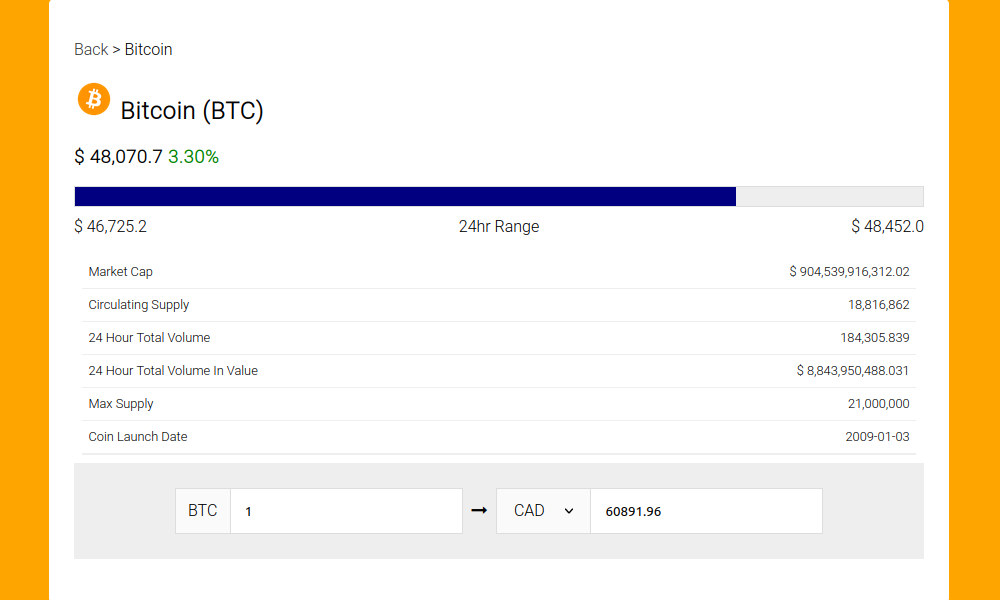 Back > Bitcoin
Bitcoin (BTC)
$ 48,070.7 3.30%
$ 46,725.2 24hr Range $ 48,452.0
Market Cap $ 904,539,916,312.02
Circulating Supply 18,816,862
24 Hour Total Volume 184,305.839
24 Hour Total Volume In Value $ 8,843,950,488.031
Max Supply 21,000,000
Coin Launch Date 2009-01-03
BTC 1 → CAD 60891.96